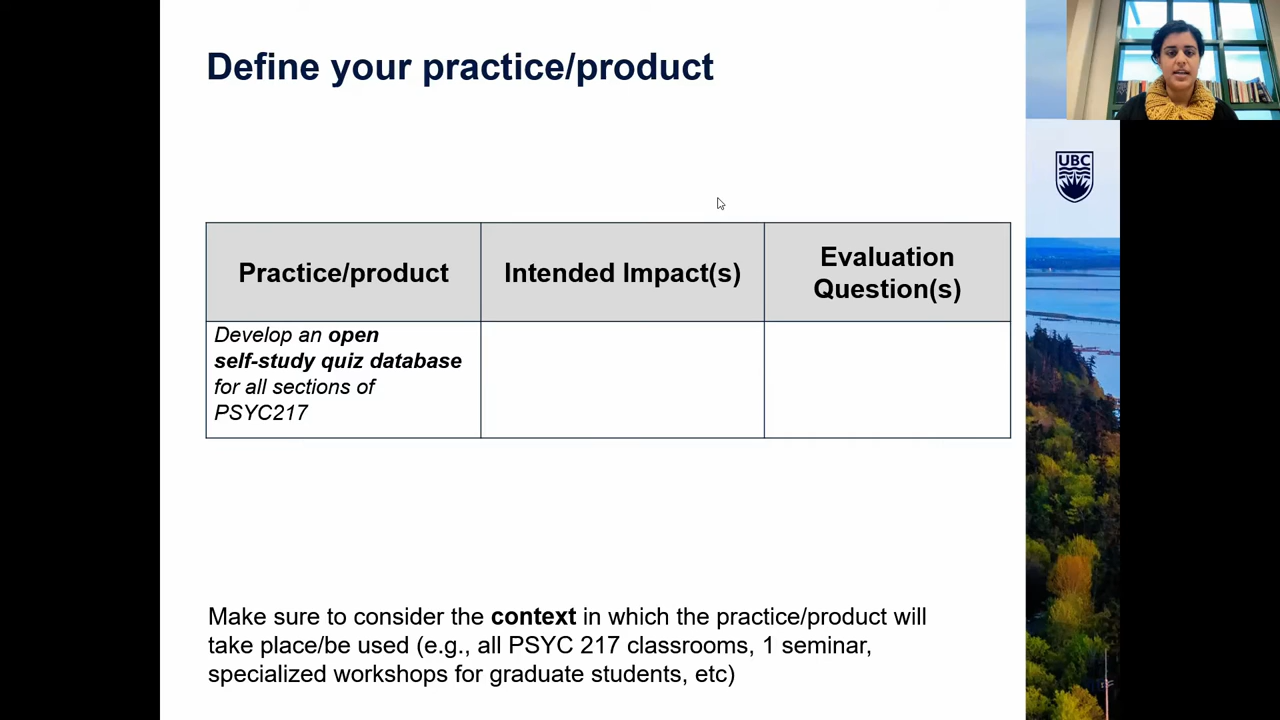 Define your practice/product
UBC
Practice/product
Intended Impact(s)
Evaluation
Question(s)
Develop an open
self-study quiz database
for all sections of
PSYC217
Make sure to consider the context in which the practice/product will
take place/be used (e.g., all PSYC 217 classrooms, 1 seminar,
specialized workshops for graduate students, etc)